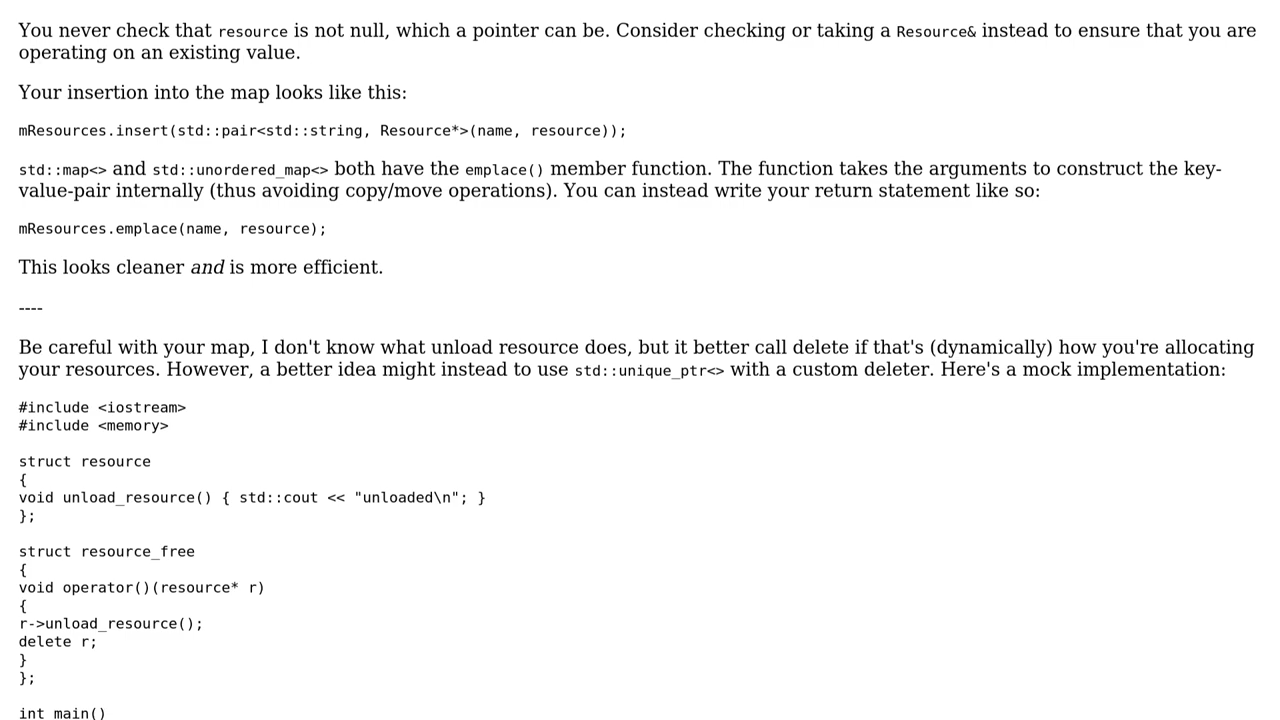 You never check that resource is not null, which a pointer can be. Consider checking or taking a Resource& instead to ensure that you are
operating on an existing value.
Your insertion into the map looks like this:
mResources.insert(std::pair<std::string, Resource*>(name, resource));
std::map<> and std::unordered_map<> both have the emplace() member function. The function takes the arguments to construct the key-
value-pair internally (thus avoiding copy/move operations). You can instead write your return statement like so:
mResources.emplace(name, resource);
This looks cleaner and is more efficient.
----
Be careful with your map, I don't know what unload resource does, but it better call delete if that's (dynamically) how you're allocating
your resources. However, a better idea might instead to use std::unique_ptr<> with a custom deleter. Here's a mock implementation:
#include <iostream>
#include <memory>
struct resource
{
void unload_resource() { std::cout << "unloaded\n"; }
};
struct resource_free
{
void operator()(resource* r)
{
r->unload_resource();
delete r;
}
};
int main()